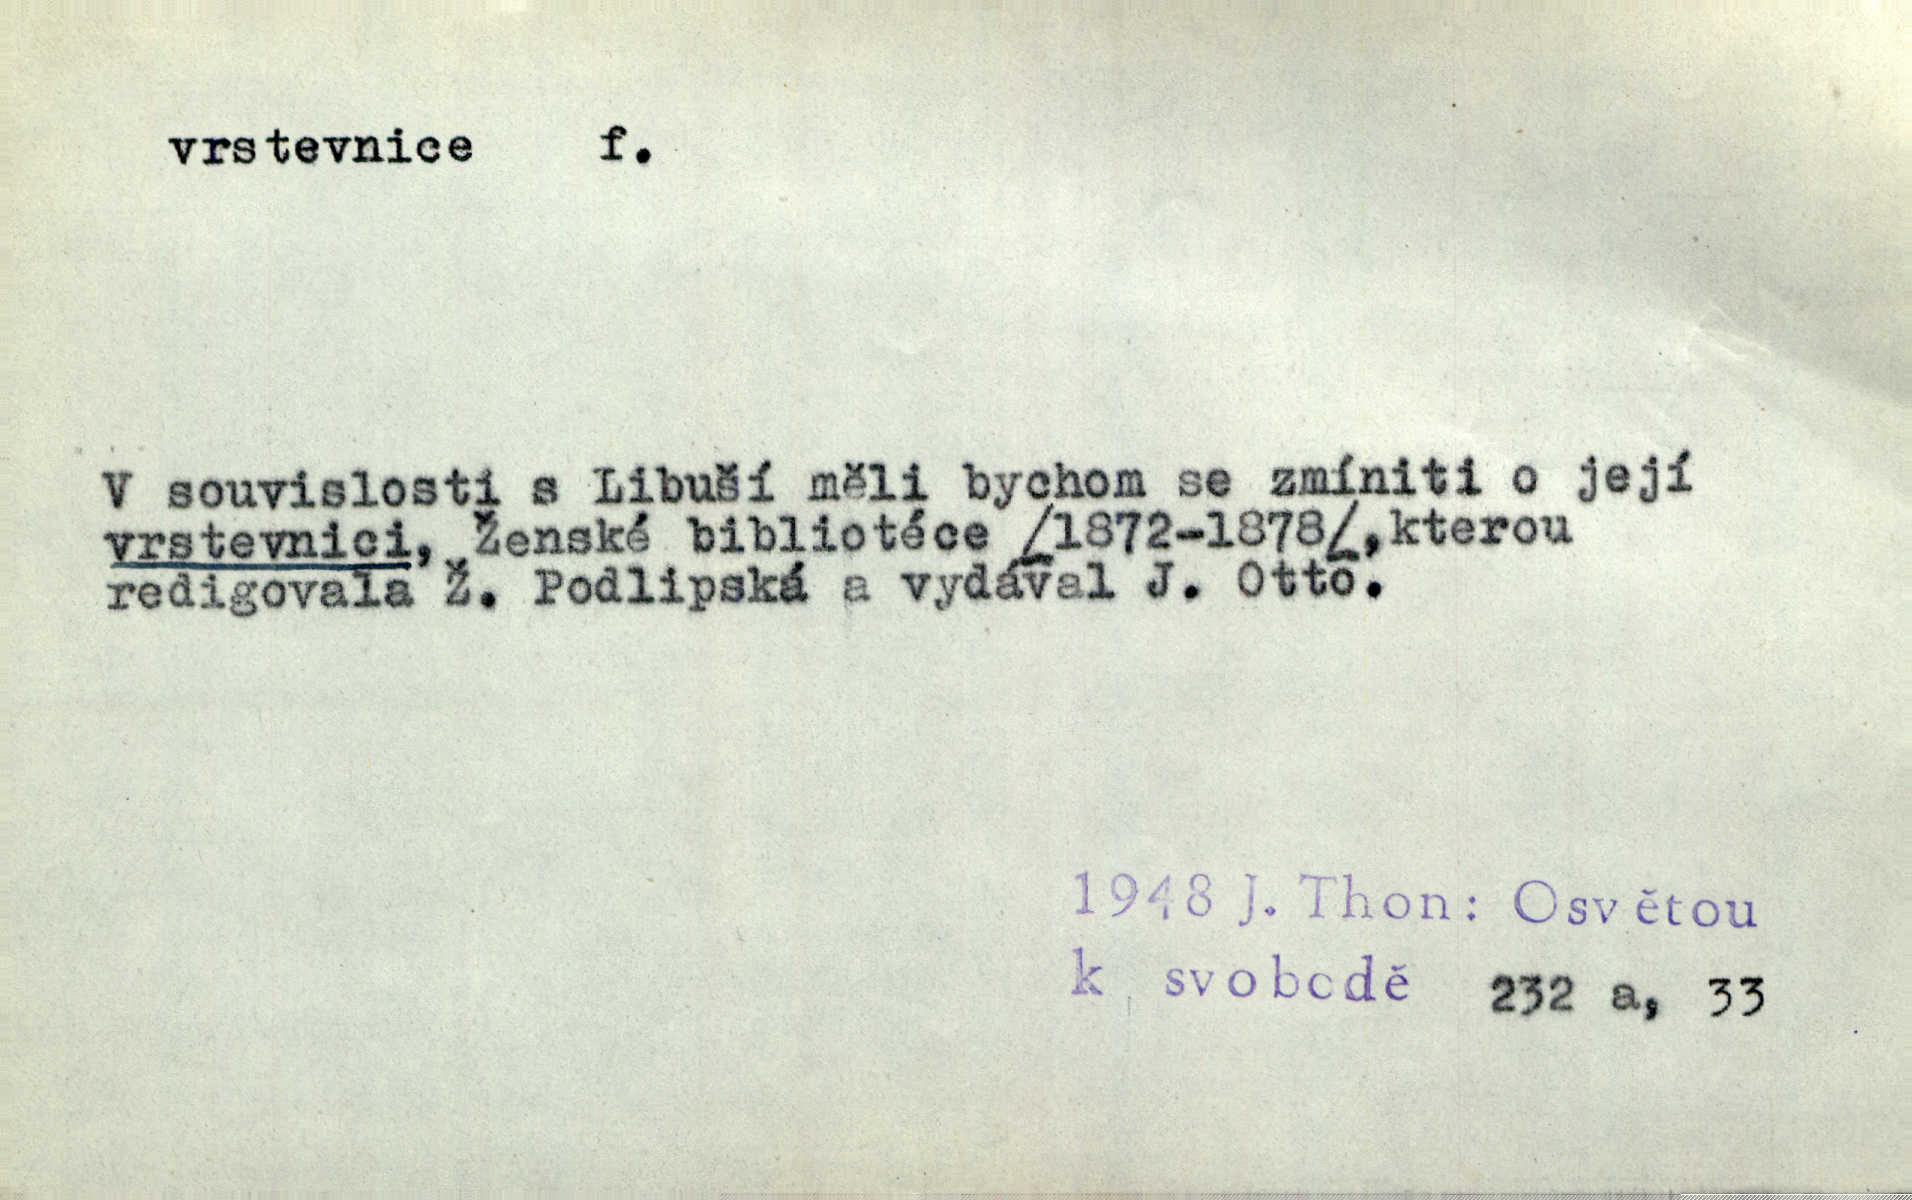 vrstevnice f.
V souvislosti s Libuší měli bychom se zmíniti o její
vrstevnici, Ženské bibliotéce /1872-1878/, kterou
redigovala Ž. Podlipská a vydával J. Otto.
1948 J. Thon: Osvětou
k svobodě 232 a, 33